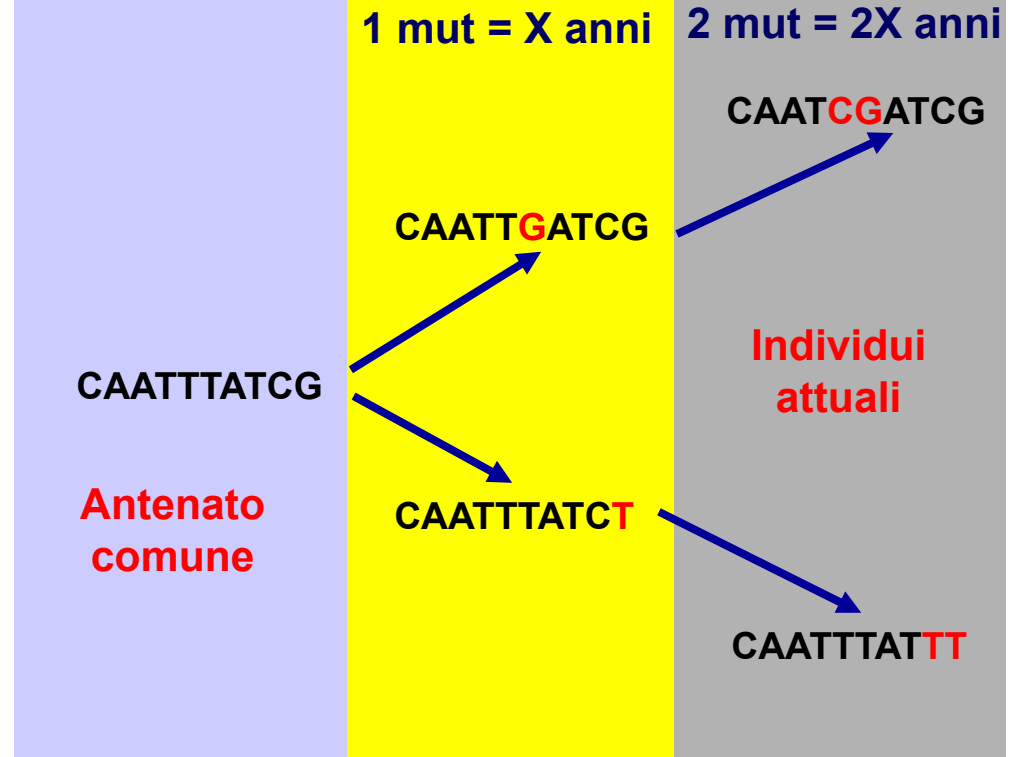 1 mut = X anni
2 mut = 2X anni
CAATCGATCG
CAATTGATCG
Individui
attuali
CAATTTATCG
Antenato
comune
CAATTTATCT
CAATTTATTT